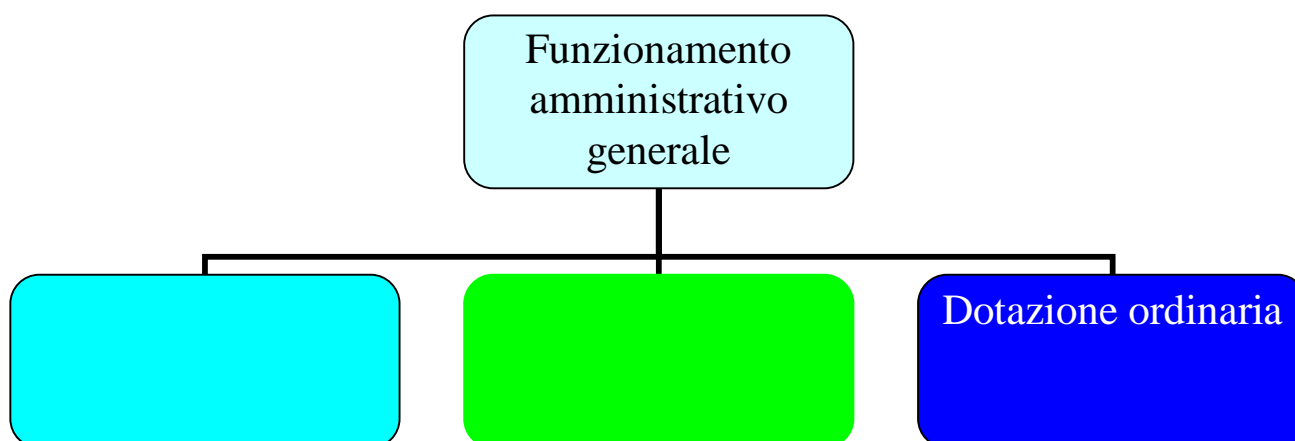 Funzionamento
amministrativo
generale
Dotazione ordinaria